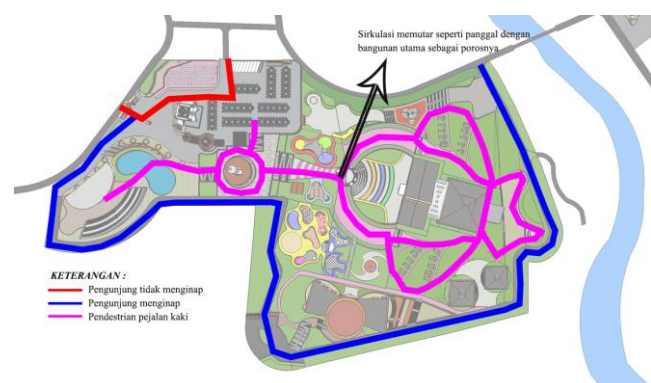 Sirkulasi memutar seperti panggal dengan
bangunan utama sebagai porosnya
KETERANGAN :
Pengunjung tidak menginap
Pengunjung menginap
Pendestrian pejalan kaki